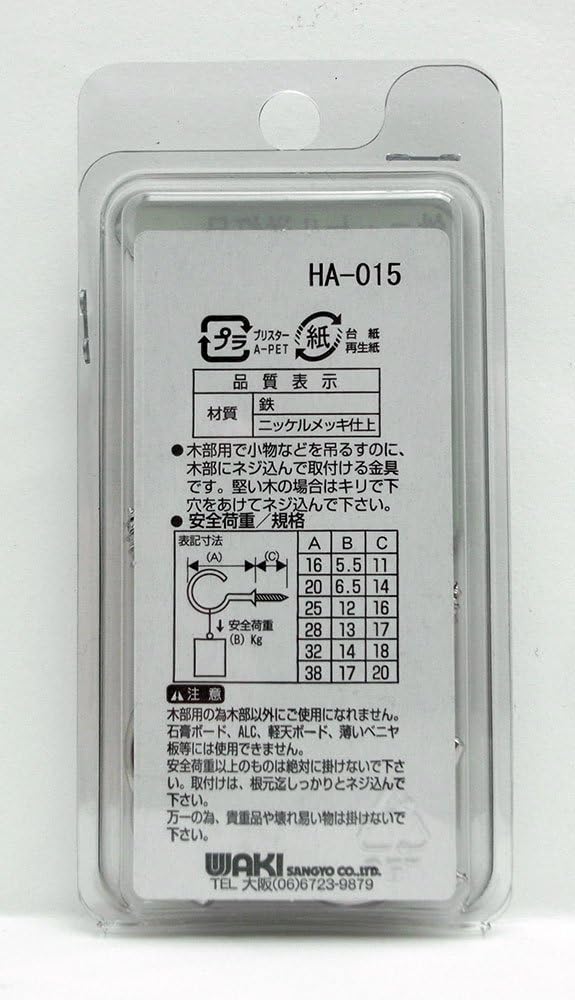 HA-015
プラ ブリスター 紙 台 紙
A-PET 再生紙
品質表示
材質 鉄
ニッケルメッキ仕上
●木部用で小物などを吊るすのに、
木部にネジ込んで取付ける金具
です。堅い木の場合はキリで下
穴をあけてネジ込んで下さい。
●安全荷重/規格
表記寸法
(A) (C)
↓安全荷重
(B) Kg
A B C
16 5.5 11
20 6.5 14
25 12 16
28 13 17
32 14 18
38 17 20
注意
木部用の為木部以外にご使用になれません。
石膏ボード、ALC、軽天ボード、薄いベニヤ
板等には使用できません。
安全荷重以上のものは絶対に掛けないで下さ
い。取付けは、根元迄しっかりとネジ込んで
下さい。
万一の為、貴重品や壊れ易い物は掛けないで
下さい。
WAKI SANGYO CO.,LTD.
TEL 大阪(06)6723-9879